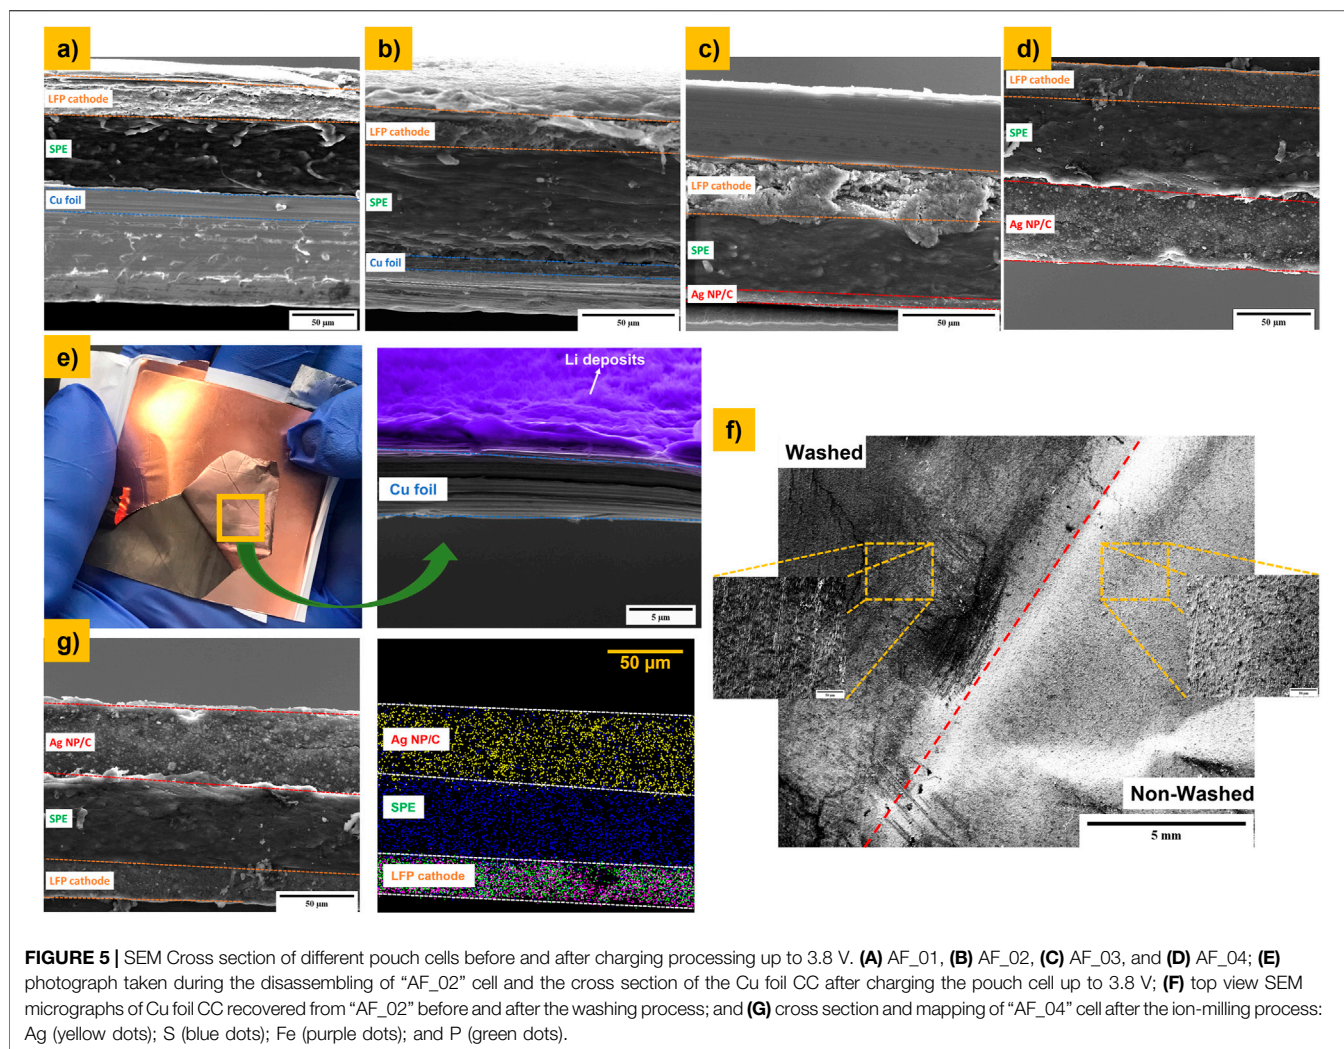 a)
LFP cathode
SPE
Cu foil
50 µm
b)
LFP cathode
SPE
Cu foil
50 µm
c)
LFP cathode
SPE
Ag NP/C
50 µm
d)
LFP cathode
SPE
Ag NP/C
50 µm
e)
Li deposits
Cu foil
5 µm
f)
Washed
Non-Washed
5 mm
g)
Ag NP/C
SPE
LFP cathode
50 µm
50 µm
Ag NP/C
SPE
LFP cathode
FIGURE 5 | SEM Cross section of different pouch cells before and after charging processing up to 3.8 V. (A) AF_01, (B) AF_02, (C) AF_03, and (D) AF_04; (E)
photograph taken during the disassembling of “AF_02” cell and the cross section of the Cu foil CC after charging the pouch cell up to 3.8 V; (F) top view SEM
micrographs of Cu foil CC recovered from “AF_02” before and after the washing process; and (G) cross section and mapping of “AF_04” cell after the ion-milling process:
Ag (yellow dots); S (blue dots); Fe (purple dots); and P (green dots).